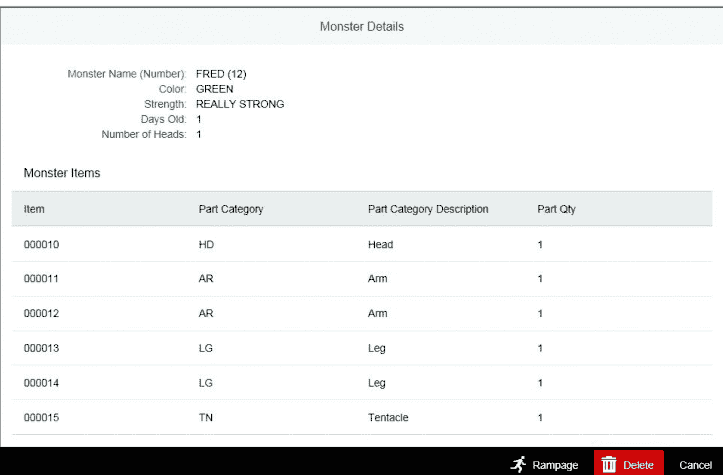 Monster Details
Monster Name (Number): FRED (12)
Color: GREEN
Strength: REALLY STRONG
Days Old: 1
Number of Heads: 1
Monster Items
Item Part Category Part Category Description Part Qty
000010 HD Head 1
000011 AR Arm 1
000012 AR Arm 1
000013 LG Leg 1
000014 LG Leg 1
000015 TN Tentacle 1
Rampage Delete Cancel